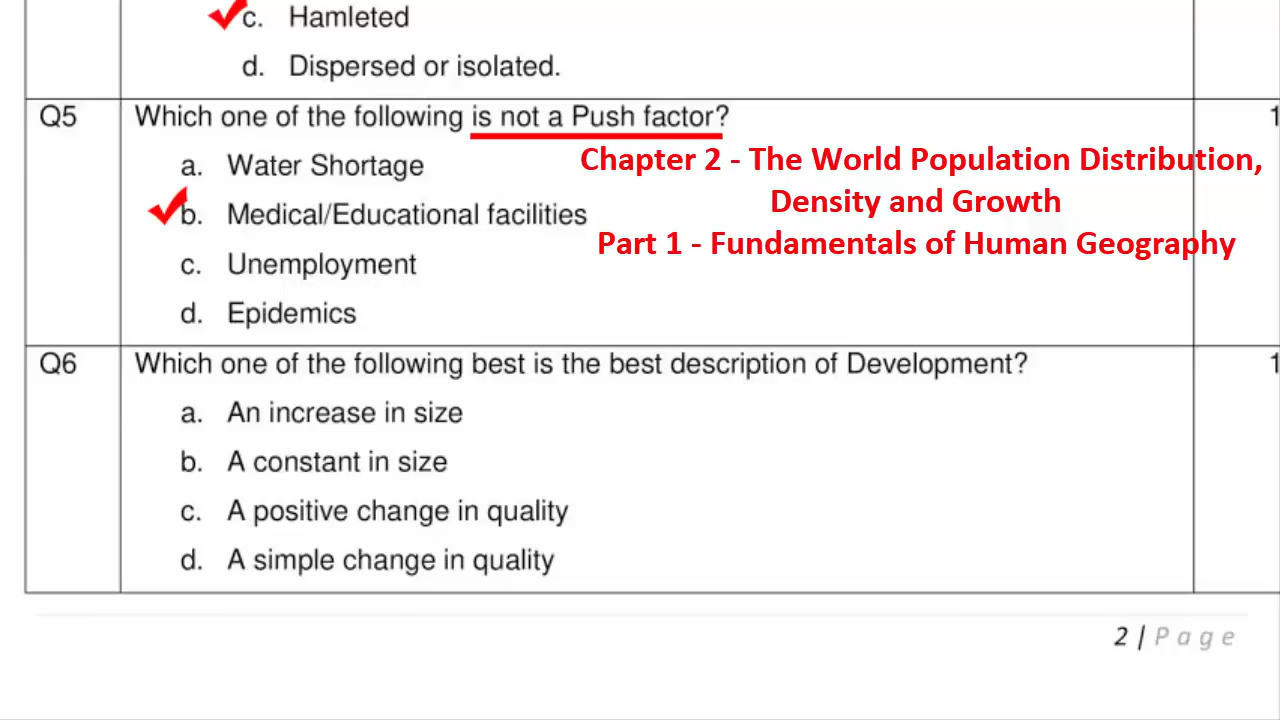 c. Hamleted
d. Dispersed or isolated.
Q5 Which one of the following is not a Push factor? 1
a. Water Shortage
Chapter 2 - The World Population Distribution,
Density and Growth
Part 1 - Fundamentals of Human Geography
b. Medical/Educational facilities
c. Unemployment
d. Epidemics
Q6 Which one of the following best is the best description of Development? 1
a. An increase in size
b. A constant in size
c. A positive change in quality
d. A simple change in quality
2 | Page